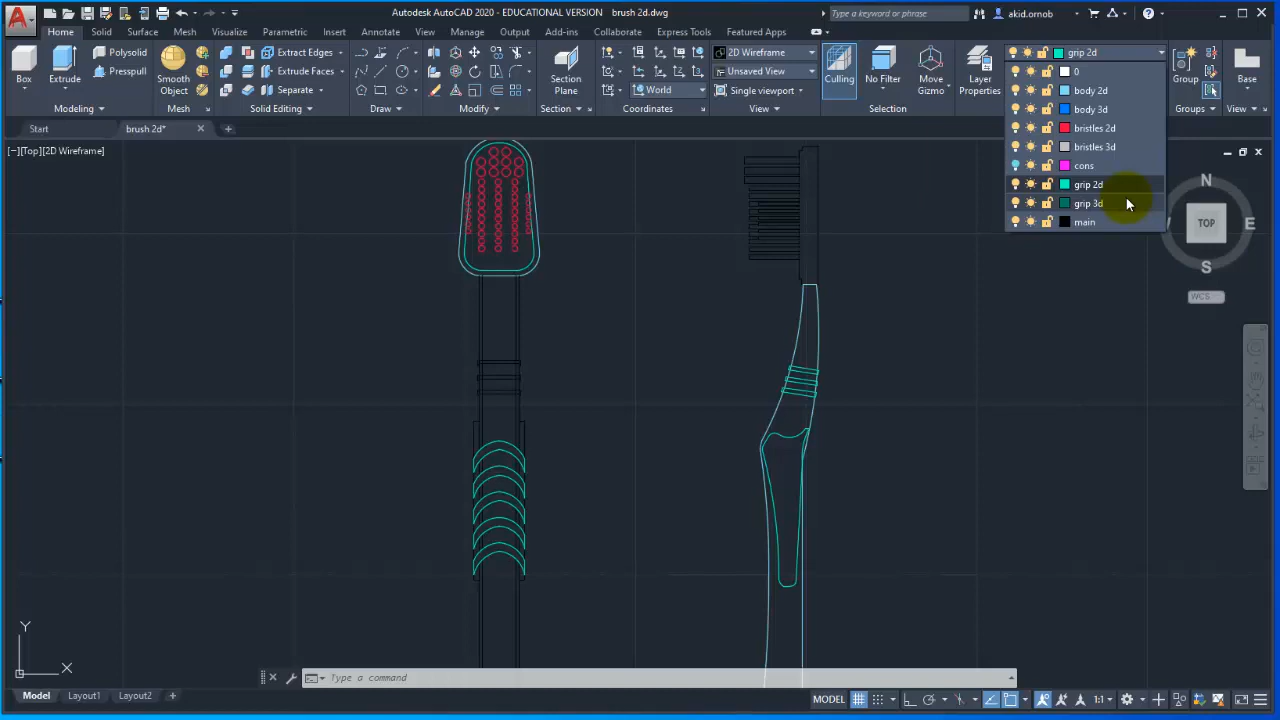 Autodesk AutoCAD 2020 - EDUCATIONAL VERSION brush 2d.dwg
Type a keyword or phrase
akid.ornob
Home Solid Surface Mesh Visualize Parametric Insert Annotate View Manage Output Add-ins Collaborate Express Tools Featured Apps
Box
Extrude
Polysolid
Presspull
Modeling
Smooth
Object
Mesh
Extract Edges
Extrude Faces
Separate
Solid Editing
Draw
Modify
Section
Plane
Section
World
Coordinates
2D Wireframe
Unsaved View
Single viewport
View
Culling
No Filter
Move
Gizmo
Selection
Layer
Properties
grip 2d
0
body 2d
body 3d
bristles 2d
bristles 3d
cons
grip 2d
grip 3d
main
Group
Groups
Base
View
Start
brush 2d*
[−][Top][2D Wireframe]
N
TOP
E
S
WCS
Y
X
Type a command
Model Layout1 Layout2
MODEL
1:1